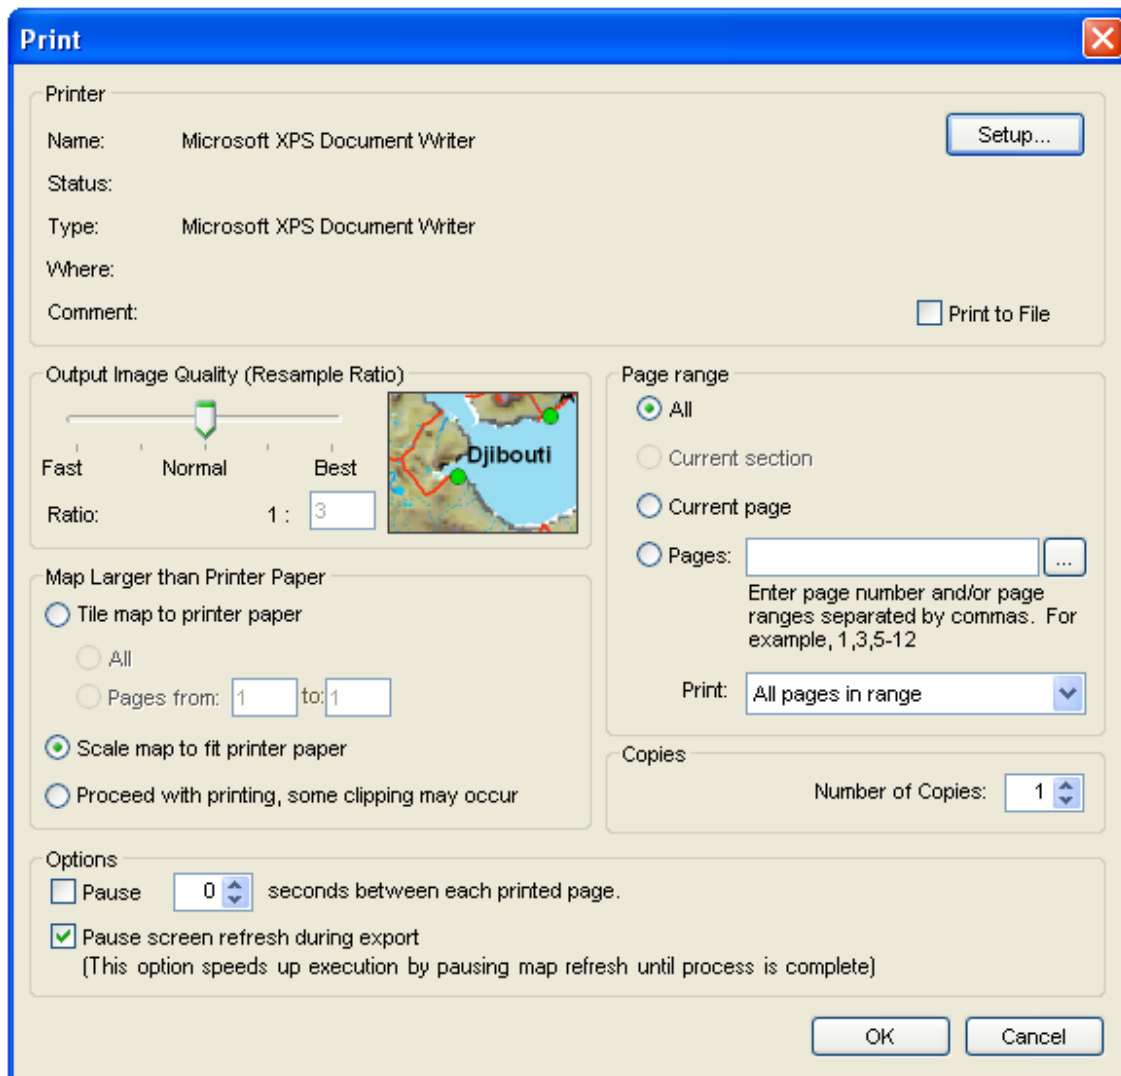 Print
Printer
Name: Microsoft XPS Document Writer
Setup...
Status:
Type: Microsoft XPS Document Writer
Where:
Comment:
Print to File
Output Image Quality (Resample Ratio)
Fast Normal Best
Ratio: 1 : 3
Djibouti
Map Larger than Printer Paper
Tile map to printer paper
All
Pages from: 1 to: 1
Scale map to fit printer paper
Proceed with printing, some clipping may occur
Page range
All
Current section
Current page
Pages: ...
Enter page number and/or page
ranges separated by commas. For
example, 1,3,5-12
Print: All pages in range
Copies
Number of Copies: 1
Options
Pause 0 seconds between each printed page.
Pause screen refresh during export
(This option speeds up execution by pausing map refresh until process is complete)
OK Cancel